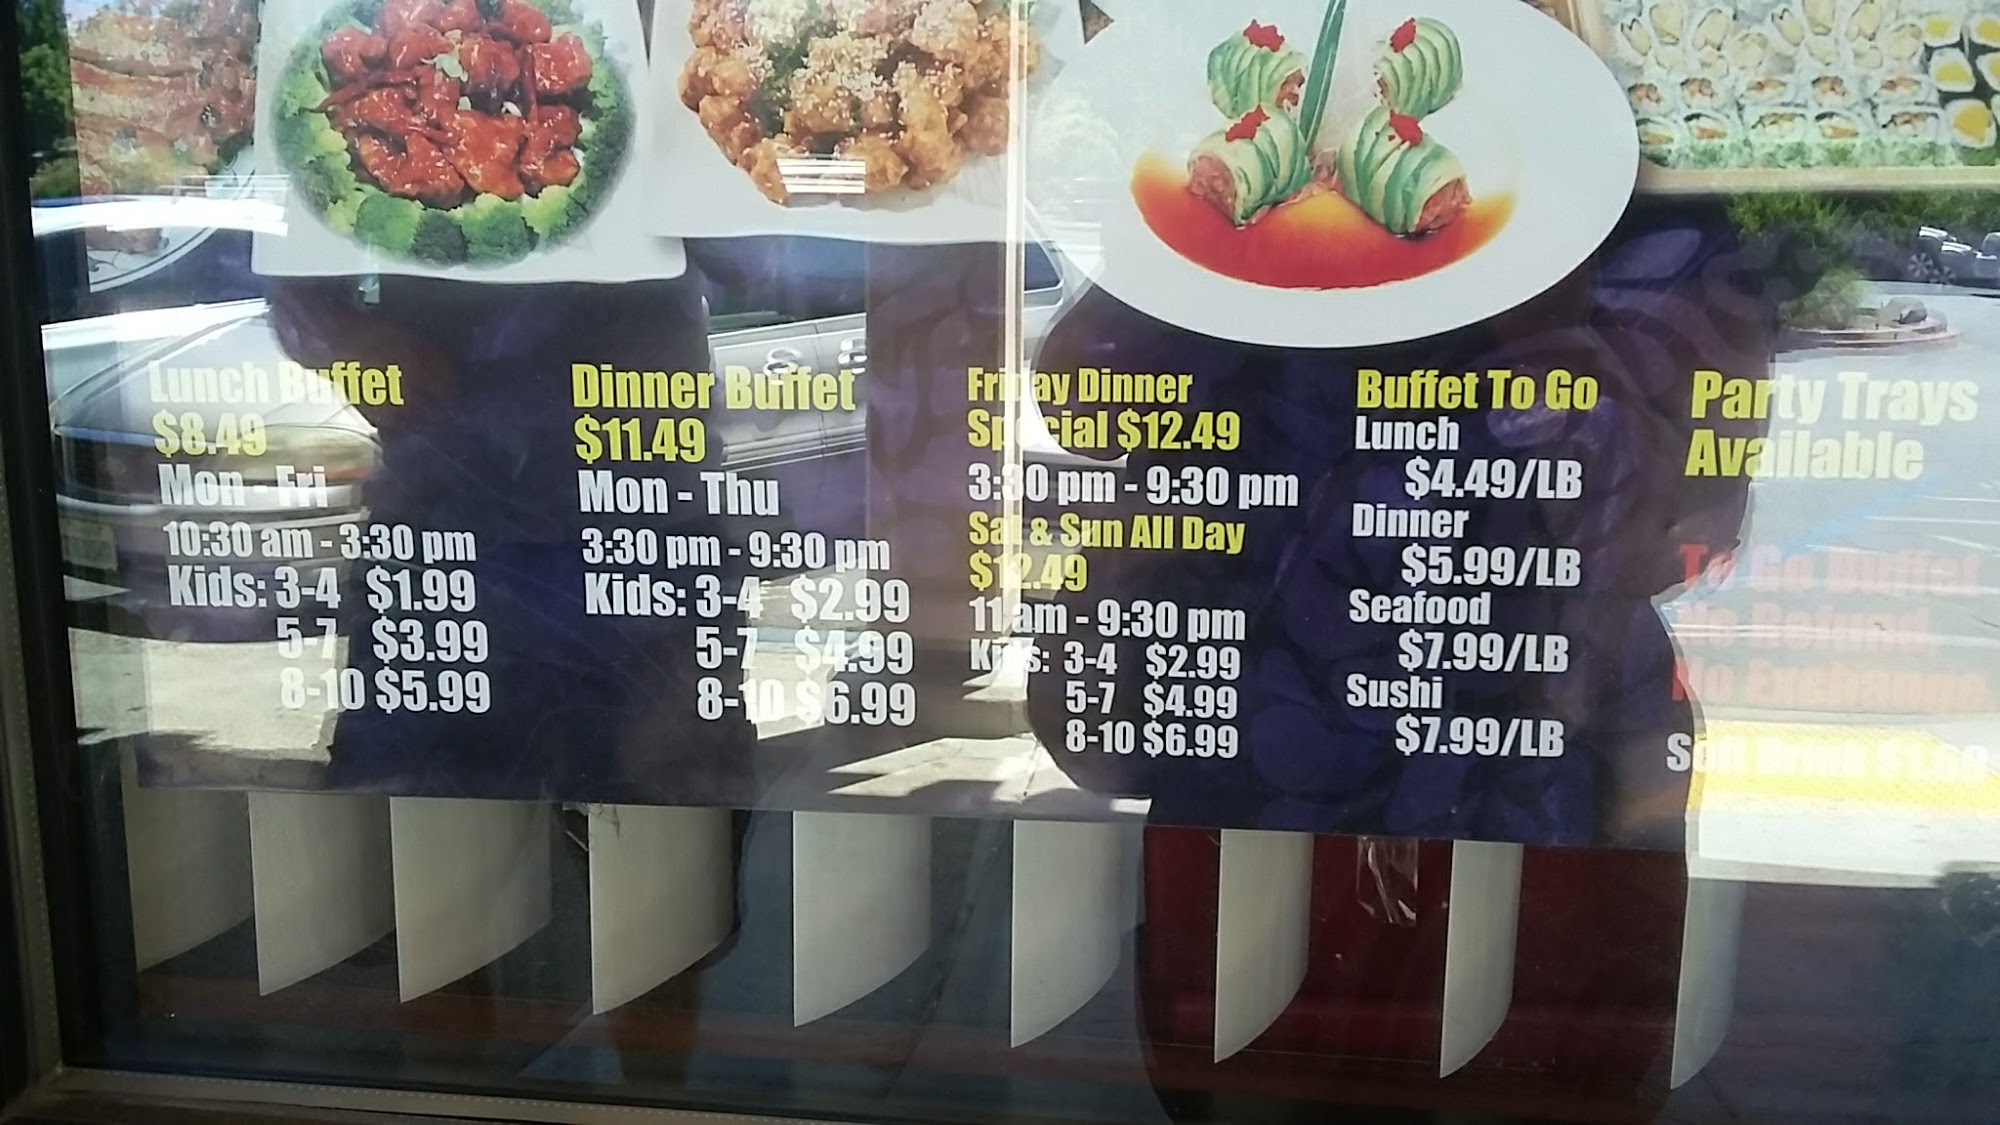 Lunch Buffet
$8.49
Mon - Fri
10:30 am - 3:30 pm
Kids: 3-4 $1.99
5-7 $3.99
8-10 $5.99
Dinner Buffet
$11.49
Mon - Thu
3:30 pm - 9:30 pm
Kids: 3-4 $2.99
5-7 $4.99
8-10 $6.99
Friday Dinner
Special $12.49
3:30 pm - 9:30 pm
Sat & Sun All Day
$12.49
11 am - 9:30 pm
Kids: 3-4 $2.99
5-7 $4.99
8-10 $6.99
Buffet To Go
Lunch
$4.49/LB
Dinner
$5.99/LB
Seafood
$7.99/LB
Sushi
$7.99/LB
Party Trays
Available
To Go Buffet
No Refund
No Exchange
Soft Drink